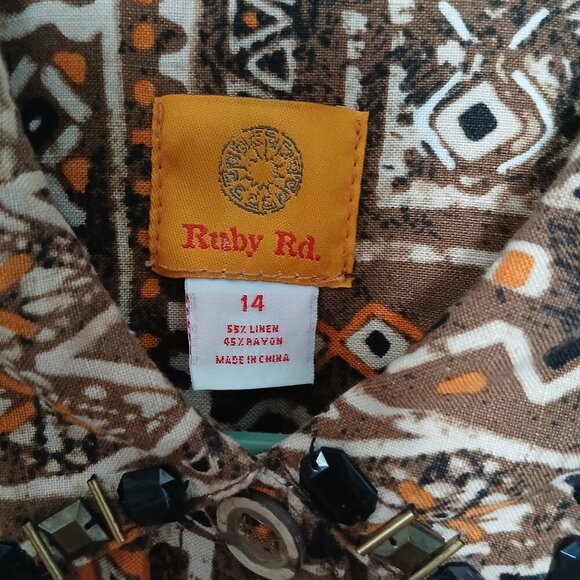 Ruby Rd.
14
55% LINEN
45% RAYON
MADE IN CHINA